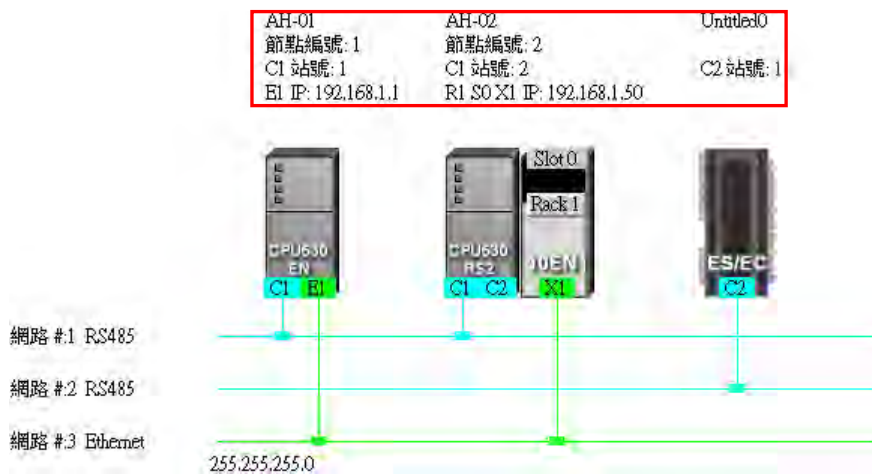 AH-01 AH-02 Untitled0
節點編號: 1 節點編號: 2
C1 站號: 1 C1 站號: 2 C2 站號: 1
E1 IP: 192.168.1.1 R1 S0 X1 IP: 192.168.1.50
Slot 0
Rack 1
CPU530 EN
CPU530 RS2
10EN
ES/EC
C1 E1 C1 C2 X1 C2
網路 #:1 RS485
網路 #:2 RS485
網路 #:3 Ethernet
255.255.255.0